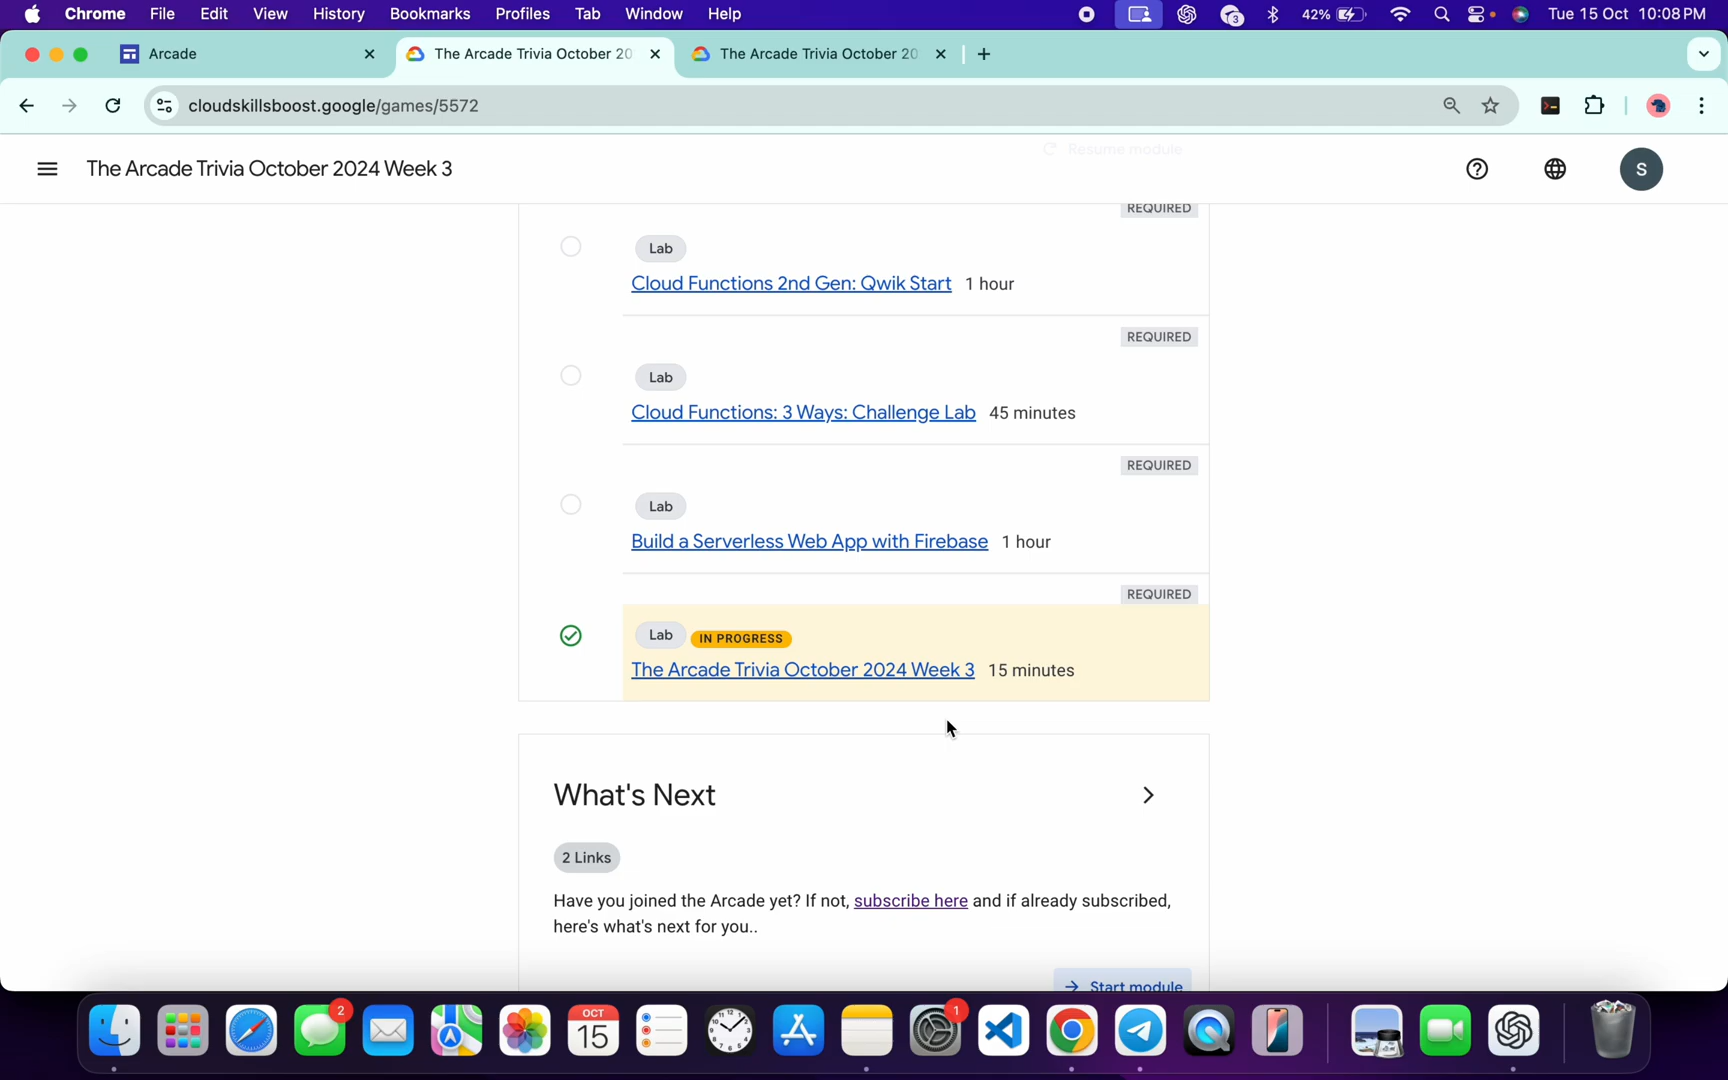 Chrome File Edit View History Bookmarks Profiles Tab Window Help 3 42% Tue 15 Oct 10:08 PM
Arcade The Arcade Trivia October 20 The Arcade Trivia October 20
cloudskillsboost.google/games/5572
Resume module
The Arcade Trivia October 2024 Week 3 S
REQUIRED
Lab
Cloud Functions 2nd Gen: Qwik Start 1 hour
REQUIRED
Lab
Cloud Functions: 3 Ways: Challenge Lab 45 minutes
REQUIRED
Lab
Build a Serverless Web App with Firebase 1 hour
REQUIRED
Lab IN PROGRESS
The Arcade Trivia October 2024 Week 3 15 minutes
What's Next
2 Links
Have you joined the Arcade yet? If not, subscribe here and if already subscribed,
here's what's next for you..
Start module
2 OCT 1
15